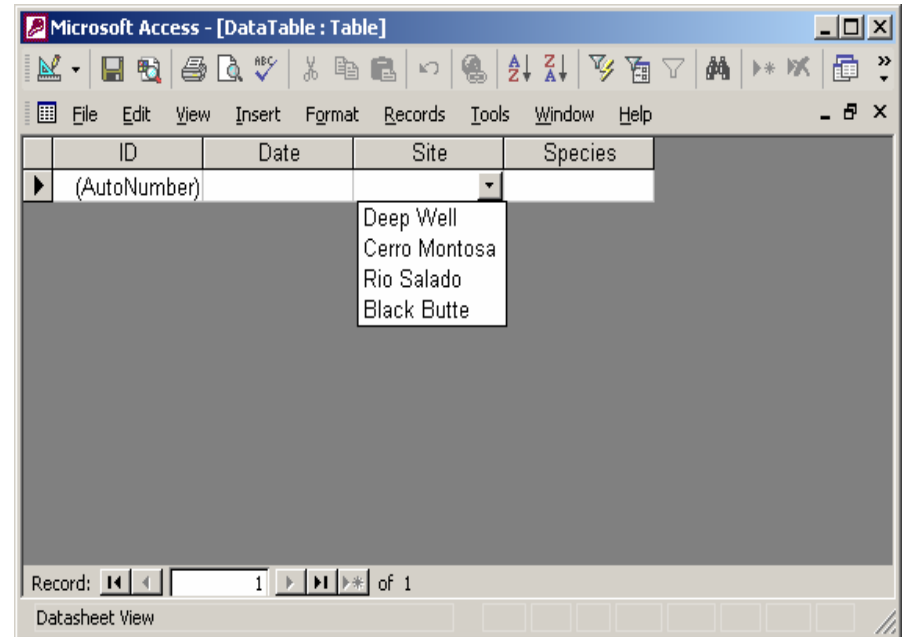 Microsoft Access - [DataTable : Table]
ABC A Z Z A »
File Edit View Insert Format Records Tools Window Help
ID Date Site Species
(AutoNumber)
Deep Well
Cerro Montosa
Rio Salado
Black Butte
Record: 1 of 1
Datasheet View